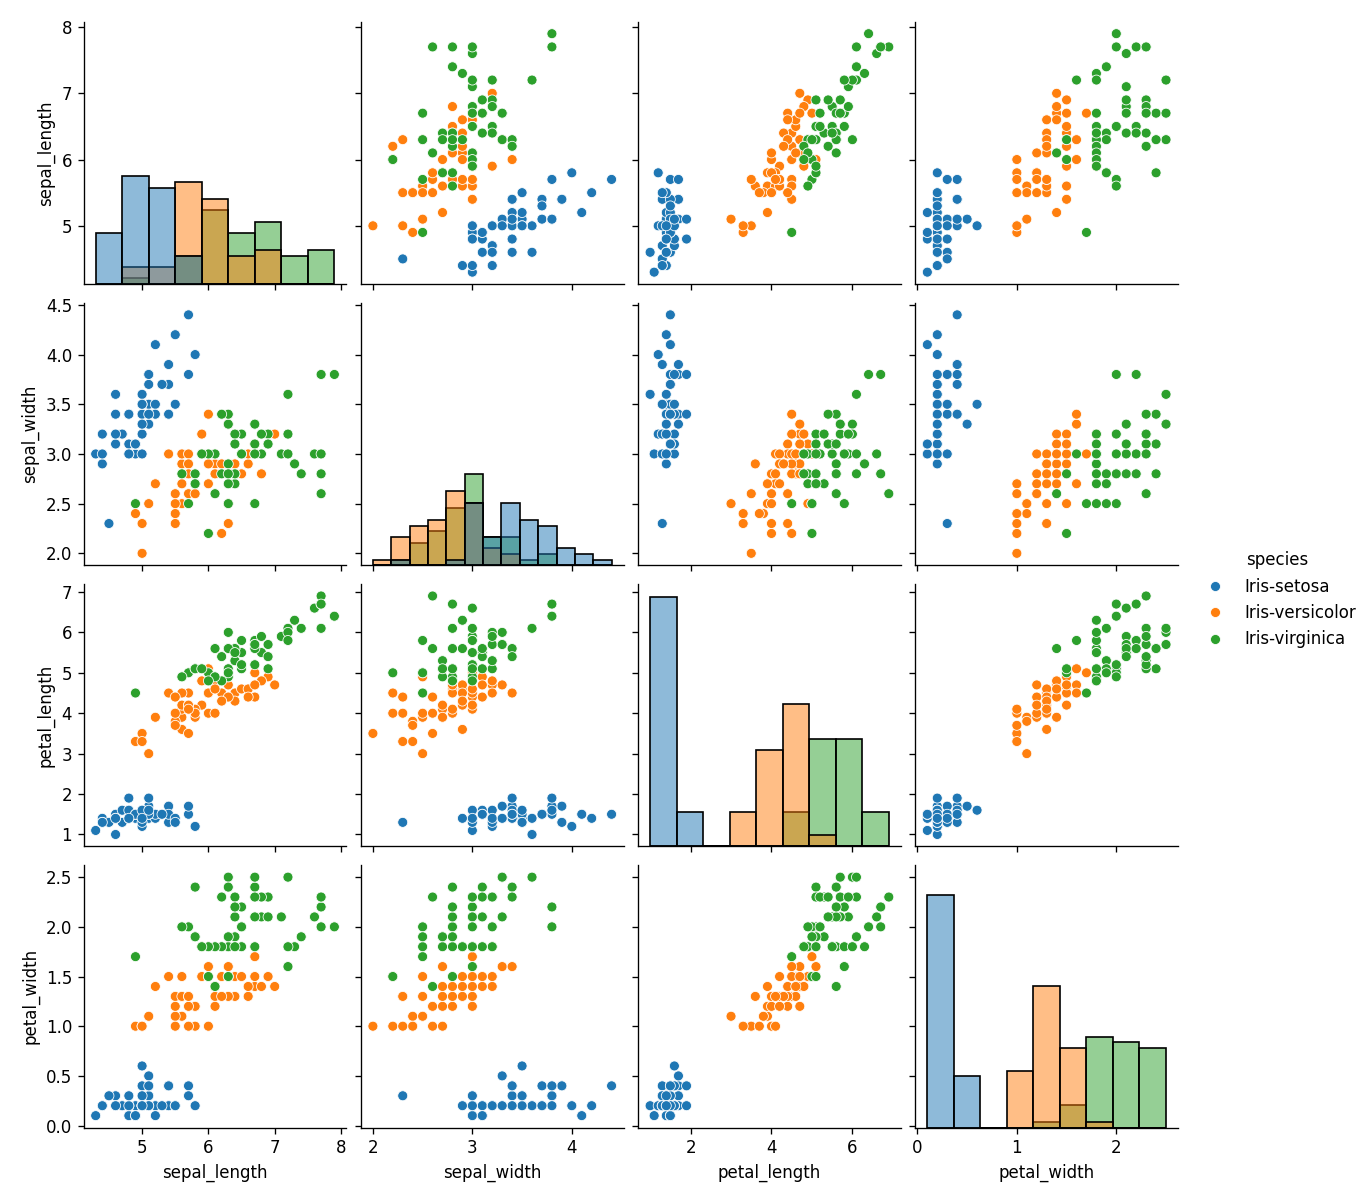 8
7
6
5
sepal_length
4.5
4.0
3.5
3.0
2.5
2.0
sepal_width
7
6
5
4
3
2
1
petal_length
2.5
2.0
1.5
1.0
0.5
0.0
petal_width
5 6 7 8
sepal_length
2 3 4
sepal_width
2 4 6
petal_length
0 1 2
petal_width
species
Iris-setosa
Iris-versicolor
Iris-virginica